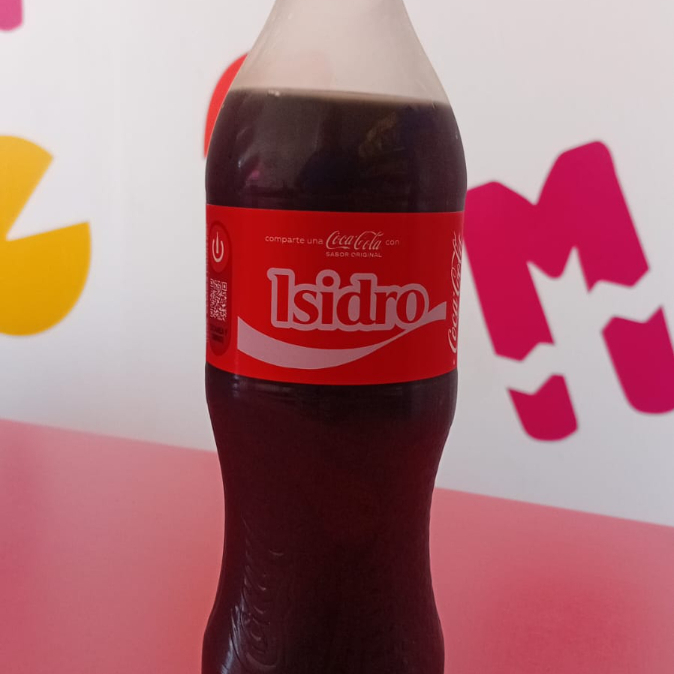 comparte una Coca-Cola con
SABOR ORIGINAL
Isidro
Coca-Cola